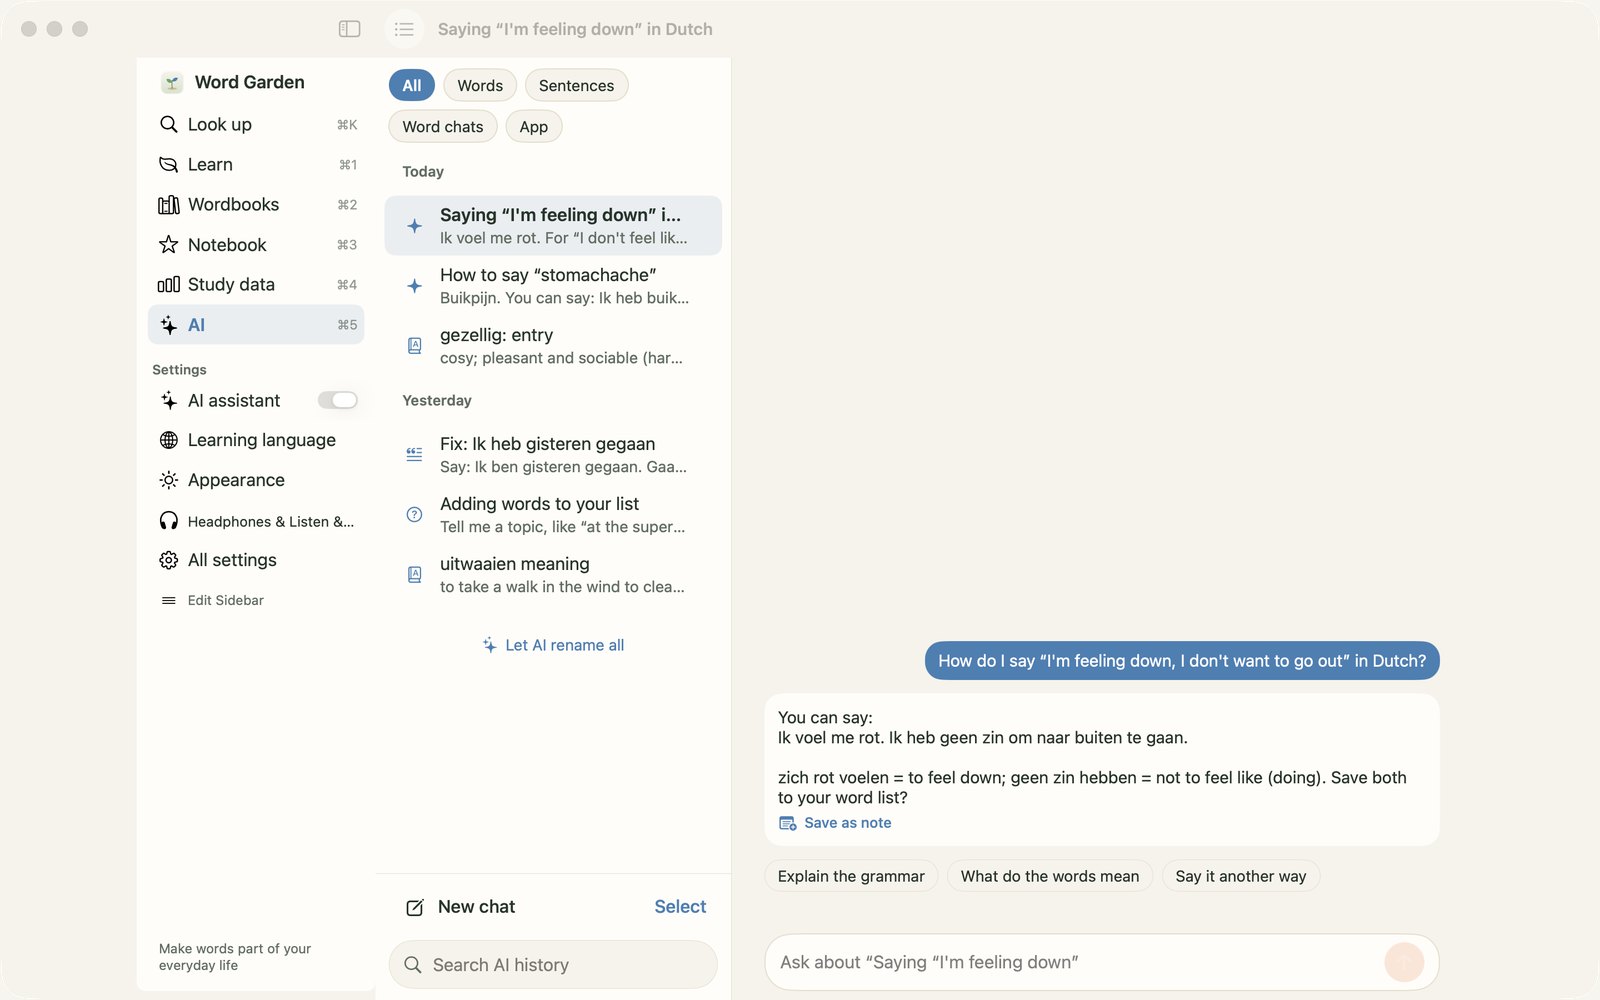 Saying “I'm feeling down” in Dutch
Word Garden
Look up ⌘K
Learn ⌘1
Wordbooks ⌘2
Notebook ⌘3
Study data ⌘4
AI ⌘5
Settings
AI assistant
Learning language
Appearance
Headphones & Listen &...
All settings
Edit Sidebar
Make words part of your
everyday life
All
Words
Sentences
Word chats
App
Today
Saying “I'm feeling down” i...
Ik voel me rot. For “I don't feel lik...
How to say “stomachache”
Buikpijn. You can say: Ik heb buik...
gezellig: entry
cosy; pleasant and sociable (har...
Yesterday
Fix: Ik heb gisteren gegaan
Say: Ik ben gisteren gegaan. Gaa...
Adding words to your list
Tell me a topic, like “at the super...
uitwaaien meaning
to take a walk in the wind to clea...
Let AI rename all
New chat
Select
Search AI history
How do I say “I'm feeling down, I don't want to go out” in Dutch?
You can say:
Ik voel me rot. Ik heb geen zin om naar buiten te gaan.
zich rot voelen = to feel down; geen zin hebben = not to feel like (doing). Save both
to your word list?
Save as note
Explain the grammar
What do the words mean
Say it another way
Ask about “Saying “I'm feeling down”